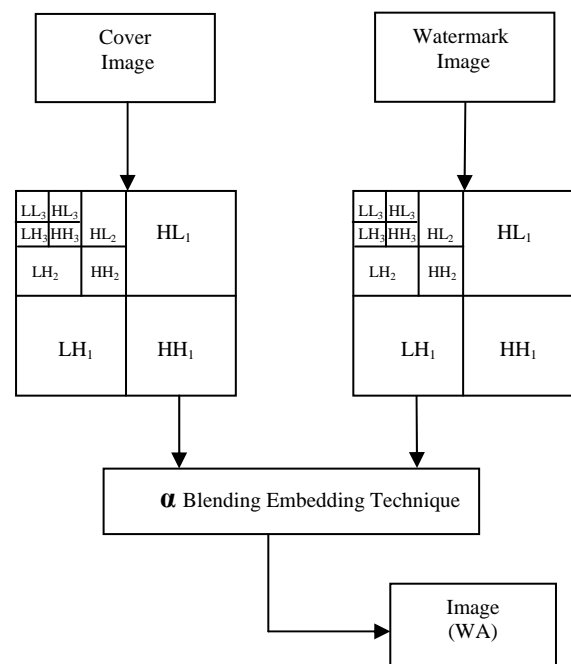 Cover
Image
Watermark
Image
LL₃ HL₃
LH₃ HH₃ HL₂
HL₁
LH₂ HH₂
LH₁ HH₁
LL₃ HL₃
LH₃ HH₃ HL₂
HL₁
LH₂ HH₂
LH₁ HH₁
α Blending Embedding Technique
Image
(WA)